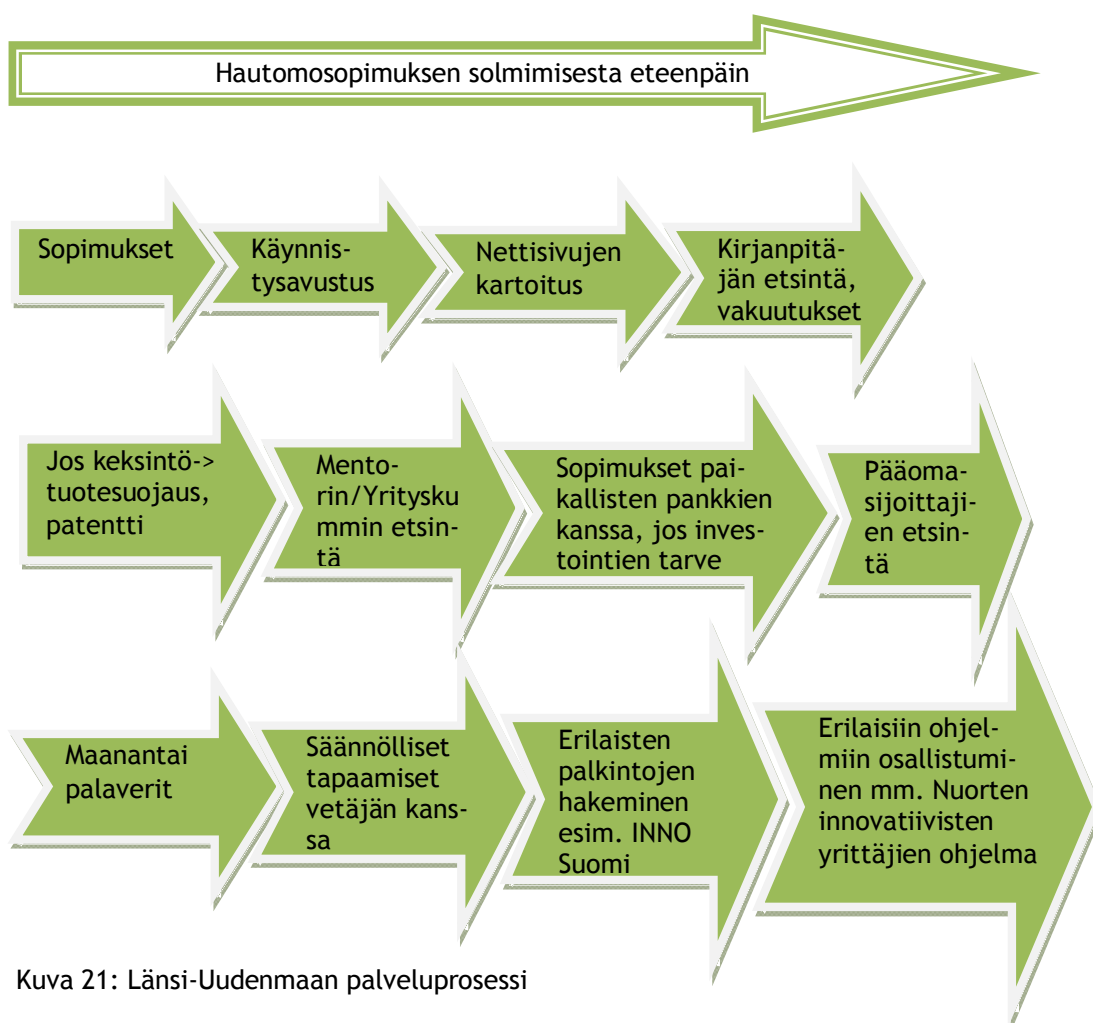 Hautomosopimuksen solmimisesta eteenpäin
Sopimukset
Käynnis-
tysavustus
Nettisivujen
kartoitus
Kirjanpitä-
jän etsintä,
vakuutukset
Jos keksintö->
tuotesuojaus,
patentti
Mento-
rin/Yritysku
mmin etsin-
tä
Sopimukset pai-
kallisten pankkien
kanssa, jos inves-
tointien tarve
Pääoma-
sijoittaji-
en etsin-
tä
Maanantai
palaverit
Säännölliset
tapaamiset
vetäjän kans-
sa
Erilaisten
palkintojen
hakeminen
esim. INNO
Suomi
Erilaisiin ohjel-
miin osallistumi-
nen mm. Nuorten
innovatiivisten
yrittäjien ohjelma
Kuva 21: Länsi-Uudenmaan palveluprosessi